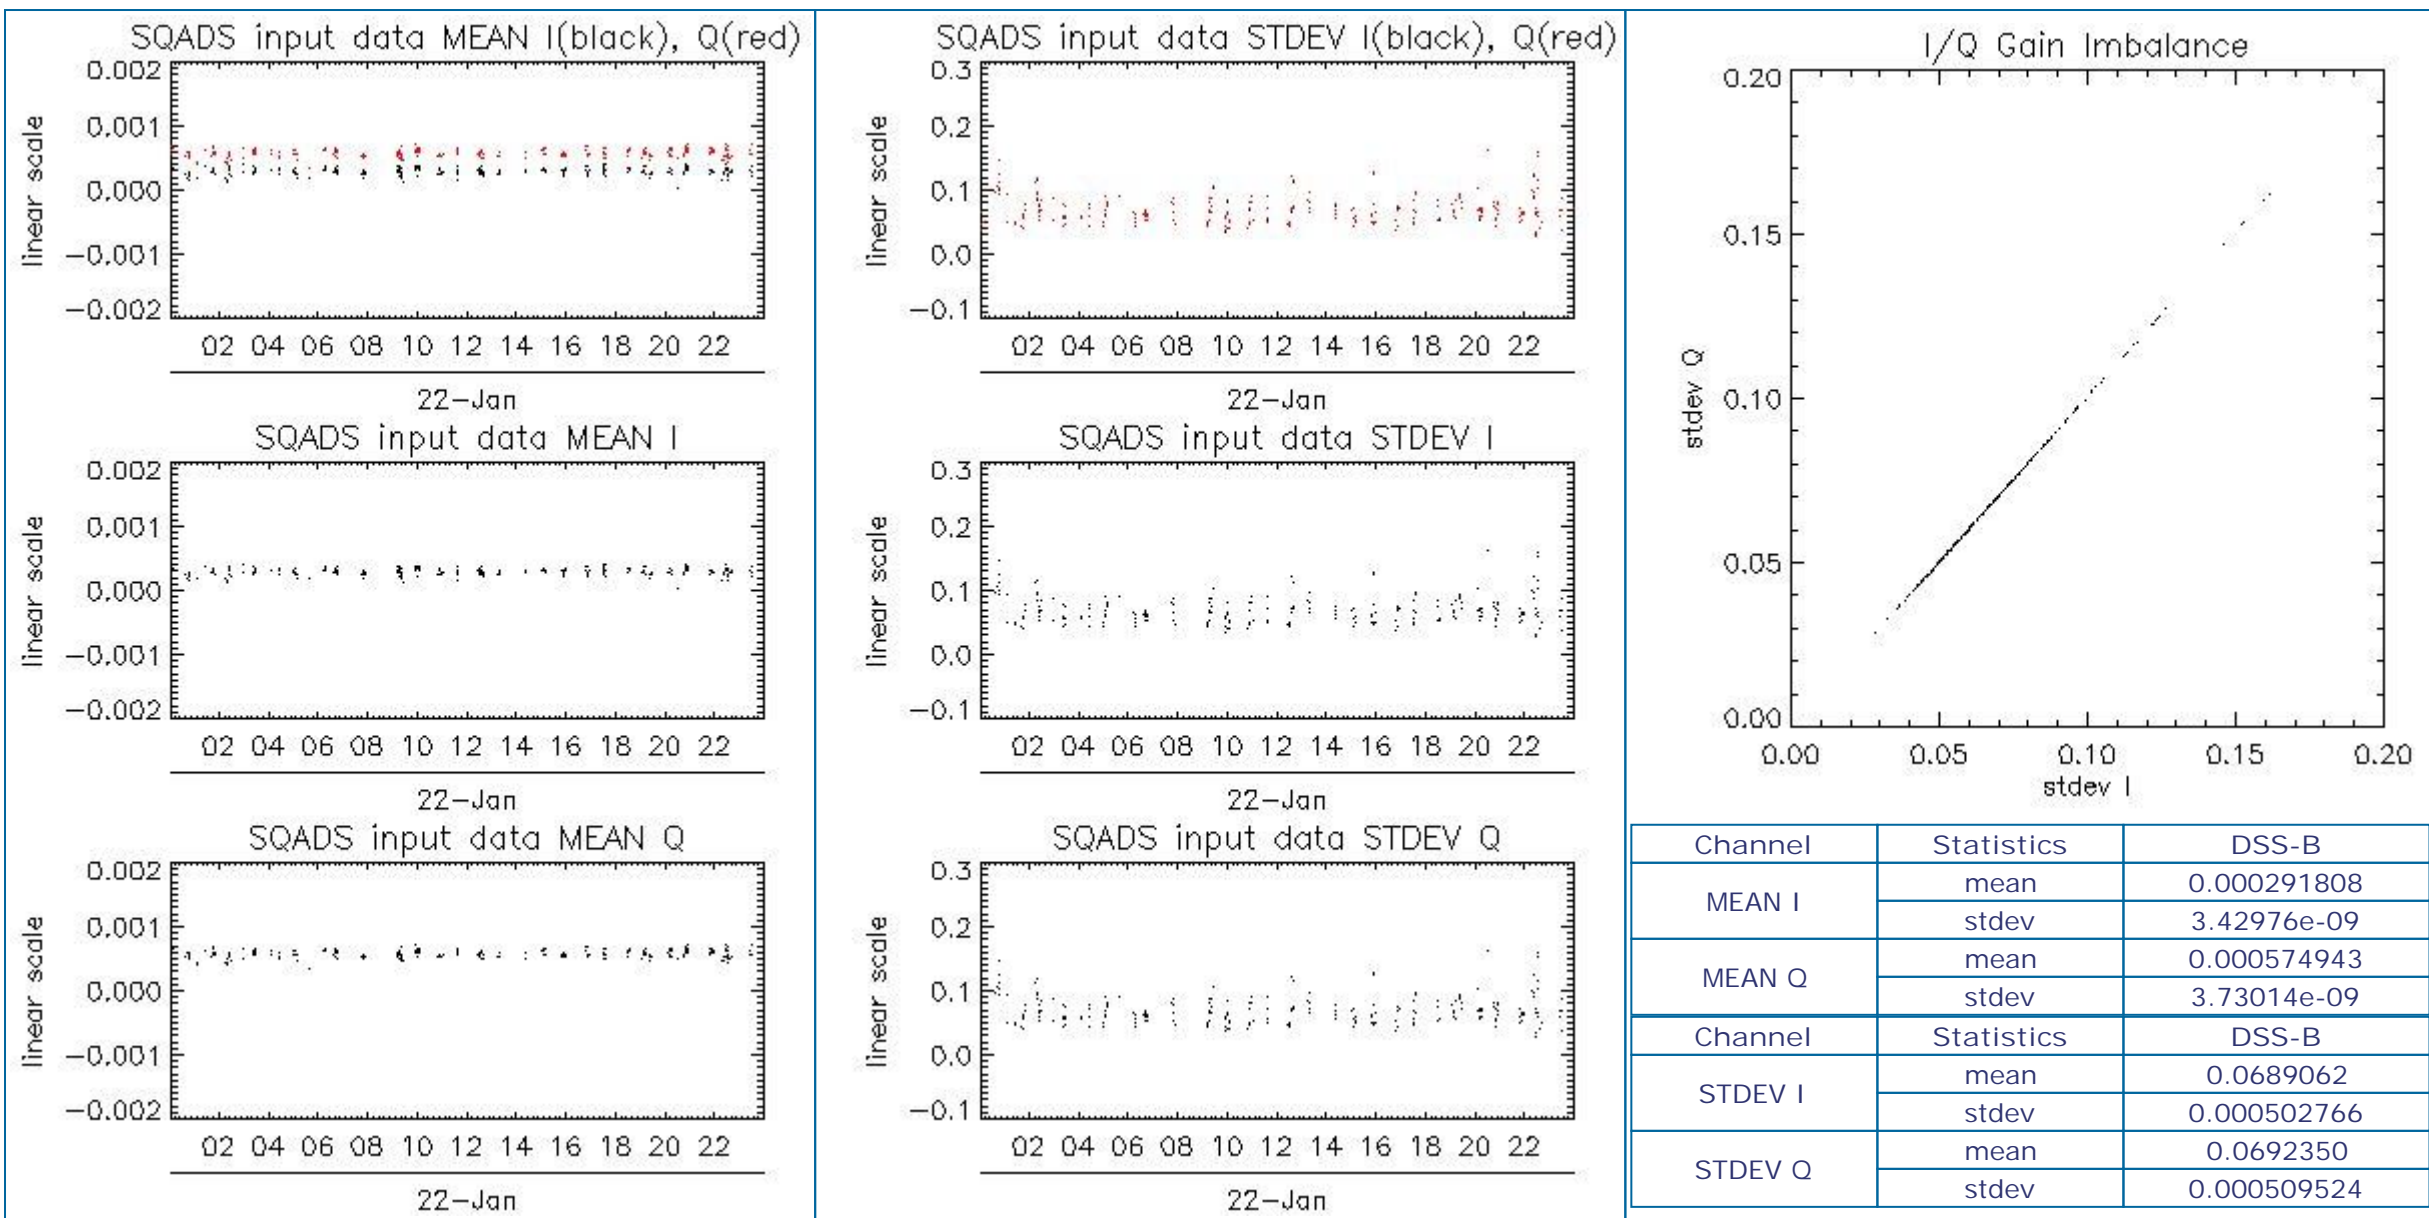 SQADS input data MEAN I(black), Q(red)
linear scale
0.002
0.001
0.000
-0.001
-0.002
02 04 06 08 10 12 14 16 18 20 22
22-Jan
SQADS input data MEAN I
linear scale
0.002
0.001
0.000
-0.001
-0.002
02 04 06 08 10 12 14 16 18 20 22
22-Jan
SQADS input data MEAN Q
linear scale
0.002
0.001
0.000
-0.001
-0.002
02 04 06 08 10 12 14 16 18 20 22
22-Jan
SQADS input data STDEV I(black), Q(red)
linear scale
0.3
0.2
0.1
0.0
-0.1
02 04 06 08 10 12 14 16 18 20 22
22-Jan
SQADS input data STDEV I
linear scale
0.3
0.2
0.1
0.0
-0.1
02 04 06 08 10 12 14 16 18 20 22
22-Jan
SQADS input data STDEV Q
linear scale
0.3
0.2
0.1
0.0
-0.1
02 04 06 08 10 12 14 16 18 20 22
22-Jan
I/Q Gain Imbalance
stdev Q
0.20
0.15
0.10
0.05
0.00
0.00 0.05 0.10 0.15 0.20
stdev I
Channel Statistics DSS-B
MEAN I mean 0.000291808
stdev 3.42976e-09
MEAN Q mean 0.000574943
stdev 3.73014e-09
Channel Statistics DSS-B
STDEV I mean 0.0689062
stdev 0.000502766
STDEV Q mean 0.0692350
stdev 0.000509524